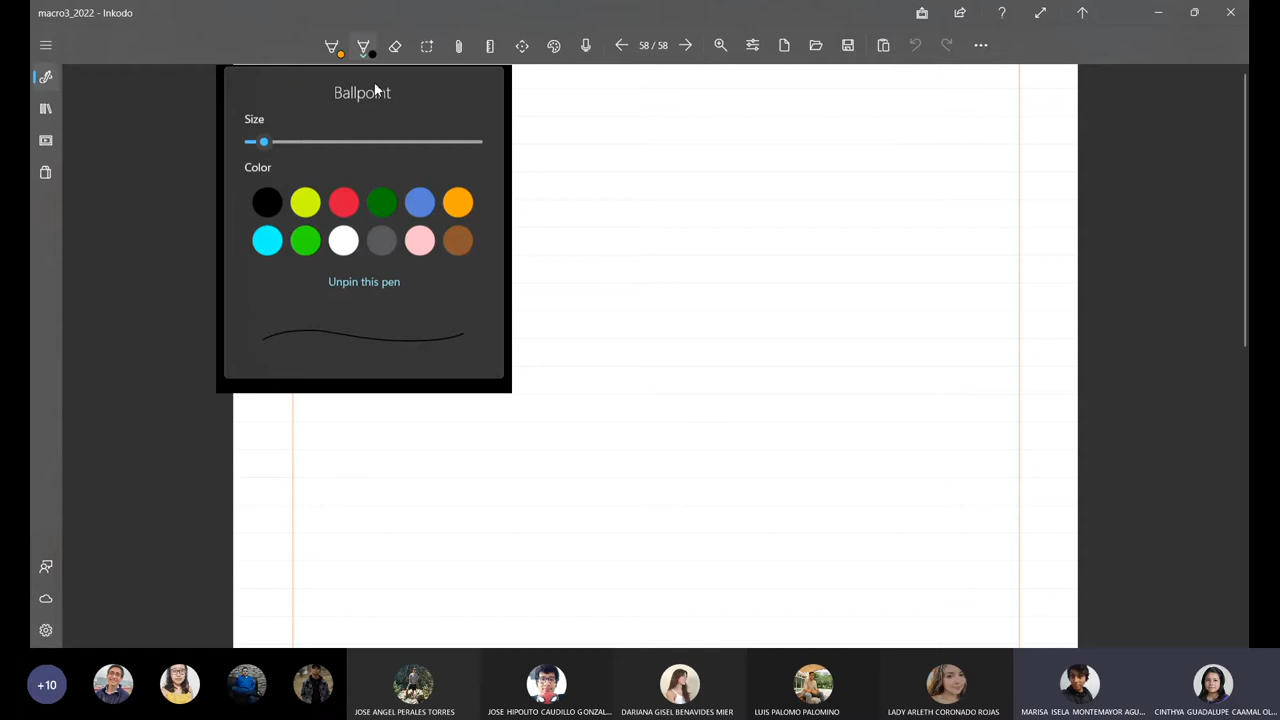 macro3_2022 - Inkodo
58 / 58
Ballpoint
Size
Color
Unpin this pen
+10
JOSE ANGEL PERALES TORRES
JOSE HIPOLITO CAUDILLO GONZAL...
DARIANA GISEL BENAVIDES MIER
LUIS PALOMO PALOMINO
LADY ARLETH CORONADO ROJAS
MARISA ISELA MONTEMAYOR AGU...
CINTHYA GUADALUPE CAAMAL OL...